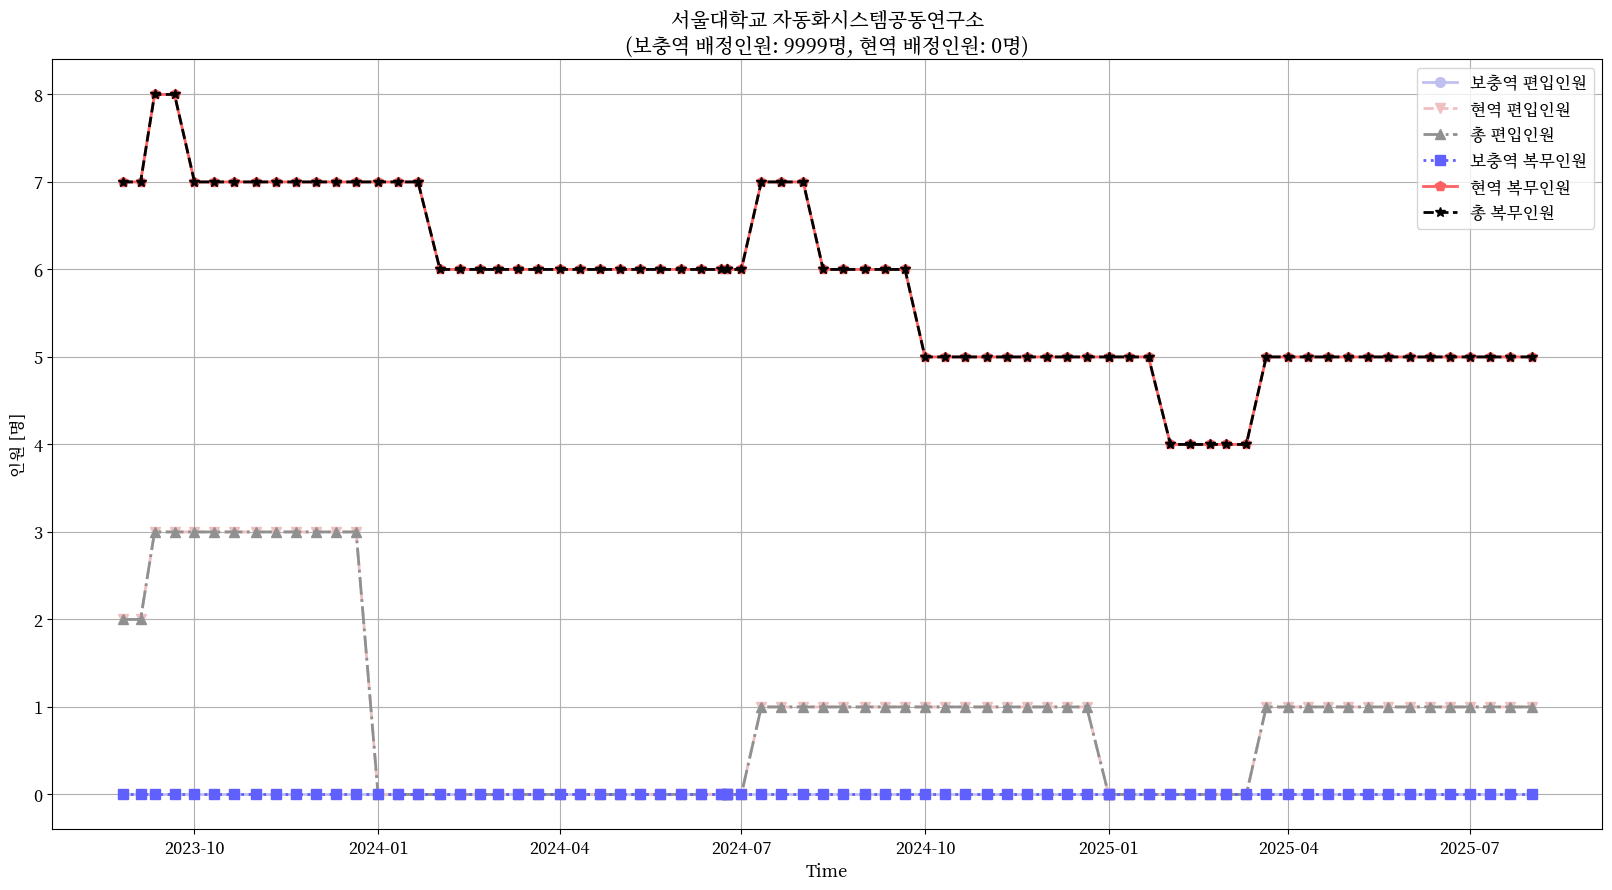 서울대학교 자동화시스템공동연구소
(보충역 배정인원: 9999명, 현역 배정인원: 0명)
보충역 편입인원
현역 편입인원
총 편입인원
보충역 복무인원
현역 복무인원
총 복무인원
인원 [명]
8
7
6
5
4
3
2
1
0
2023-10
2024-01
2024-04
2024-07
2024-10
2025-01
2025-04
2025-07
Time